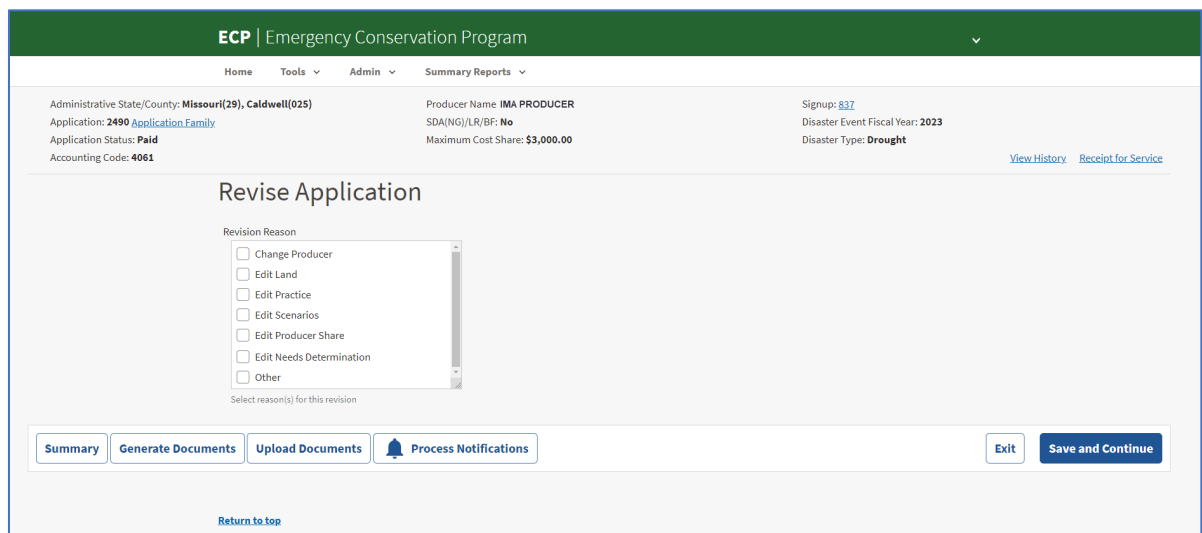 ECP | Emergency Conservation Program
Home Tools Admin Summary Reports
Administrative State/County: Missouri(29), Caldwell(025) Producer Name IMA PRODUCER Signup: 837
Application: 2490 Application Family SDA(NG)/LR/BF: No Disaster Event Fiscal Year: 2023
Application Status: Paid Maximum Cost Share: $3,000.00 Disaster Type: Drought
Accounting Code: 4061 View History Receipt for Service
Revise Application
Revision Reason
Change Producer
Edit Land
Edit Practice
Edit Scenarios
Edit Producer Share
Edit Needs Determination
Other
Select reason(s) for this revision
Summary Generate Documents Upload Documents Process Notifications Exit Save and Continue
Return to top